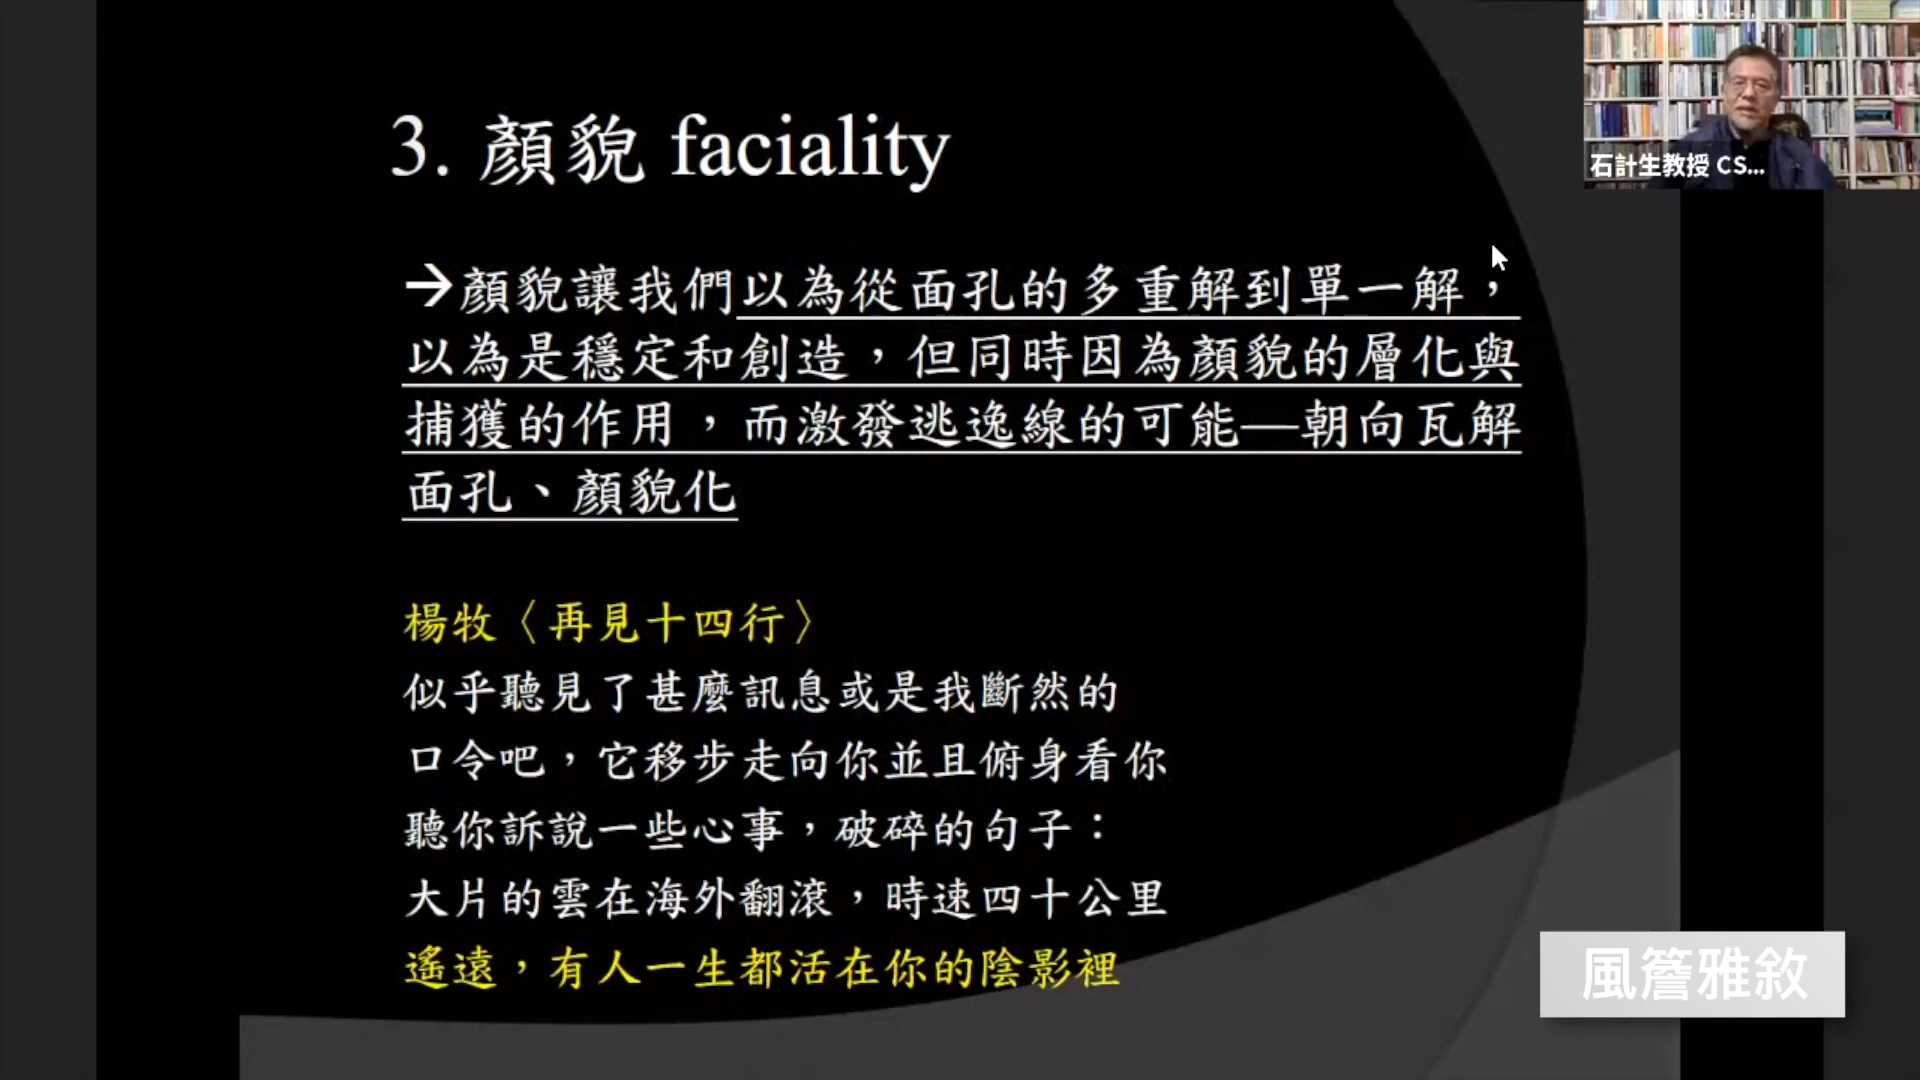 3. 顏貌 faciality
石計生教授 CS...
→顏貌讓我們以為從面孔的多重解到單一解，
以為是穩定和創造，但同時因為顏貌的層化與
捕獲的作用，而激發逃逸線的可能—朝向瓦解
面孔、顏貌化
楊牧〈再見十四行〉
似乎聽見了甚麼訊息或是我斷然的
口令吧，它移步走向你並且俯身看你
聽你訴說一些心事，破碎的句子：
大片的雲在海外翻滾，時速四十公里
遙遠，有人一生都活在你的陰影裡
風簷雅敘